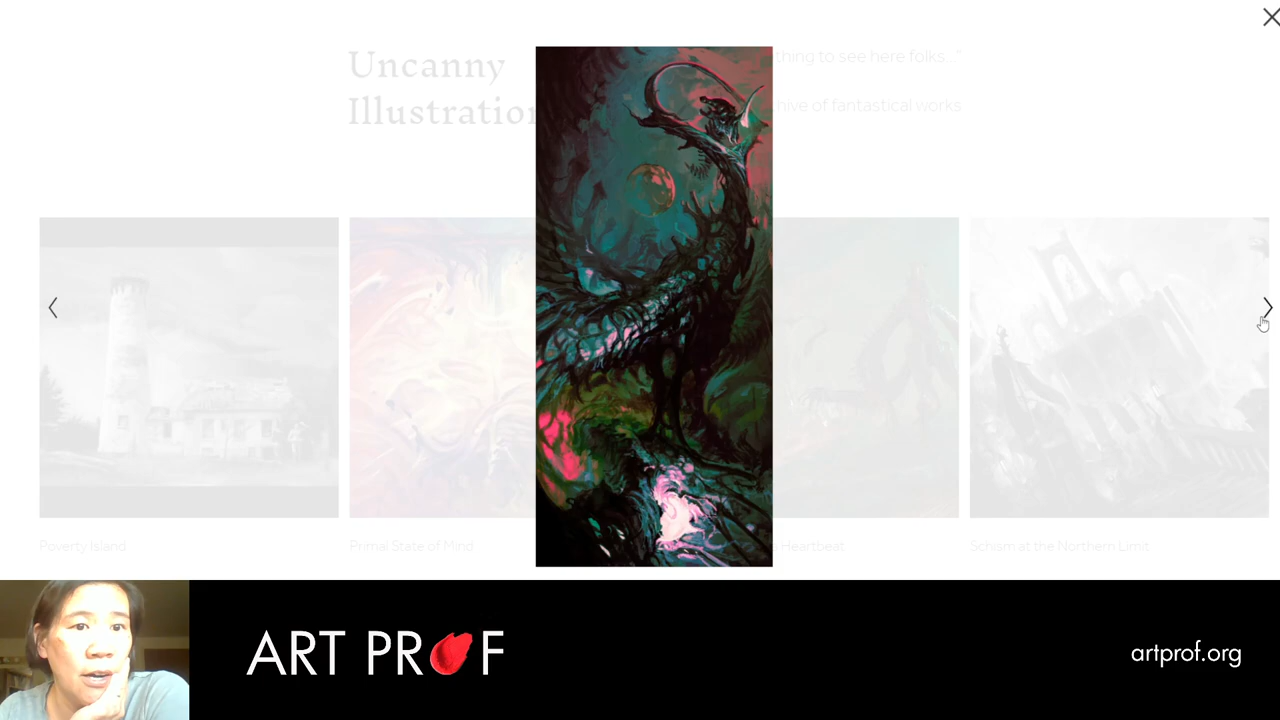 Uncanny
Illustration
thing to see here folks..."
hive of fantastical works
Poverty Island
Primal State of Mind
Heartbeat
Schism at the Northern Limit
ART PROF
artprof.org